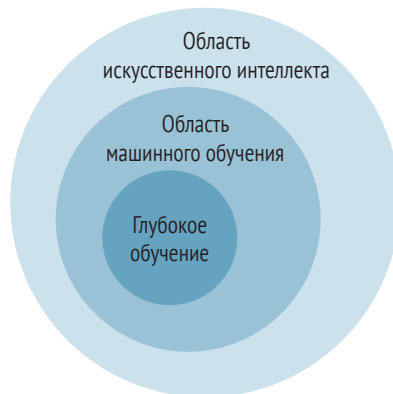 Область
искусственного интеллекта
Область
машинного обучения
Глубокое
обучение